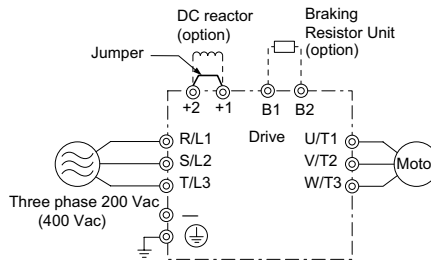 DC reactor
(option)
Braking
Resistor Unit
(option)
Jumper
+2
+1
B1
B2
R/L1
Drive
U/T1
S/L2
V/T2
Moto
T/L3
W/T3
Three phase 200 Vac
(400 Vac)
—